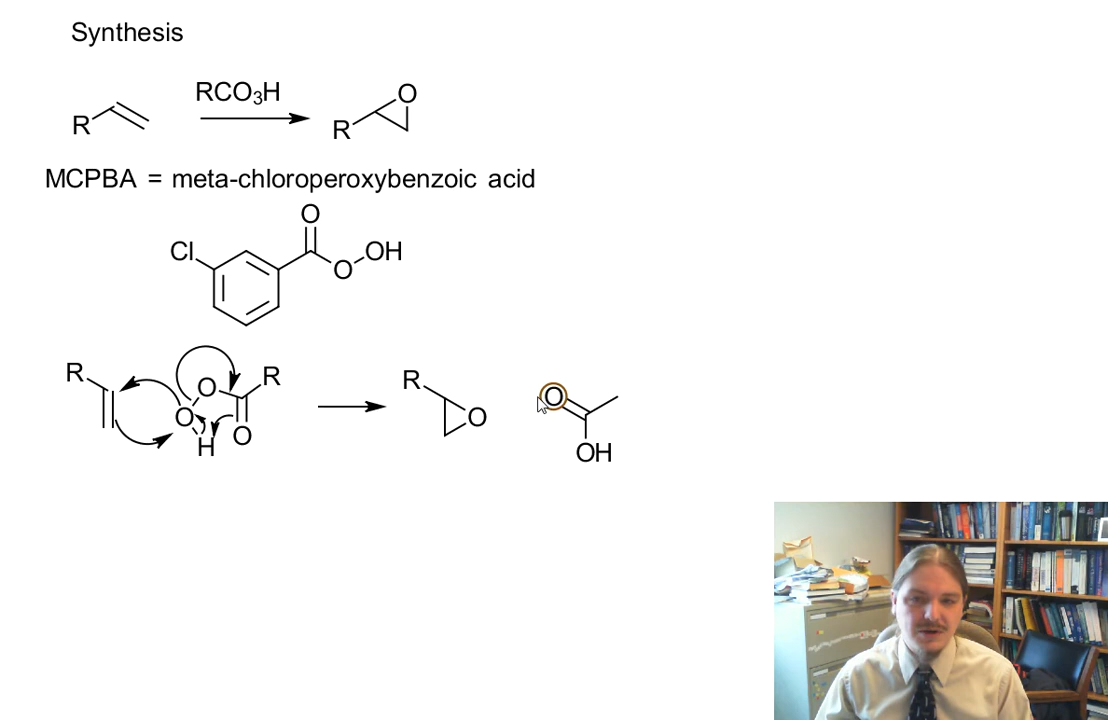 Synthesis
RCO₃H
R
O
R
MCPBA = meta-chloroperoxybenzoic acid
O
Cl
OH
O
R
O
R
O
O
H
R
O
O
OH